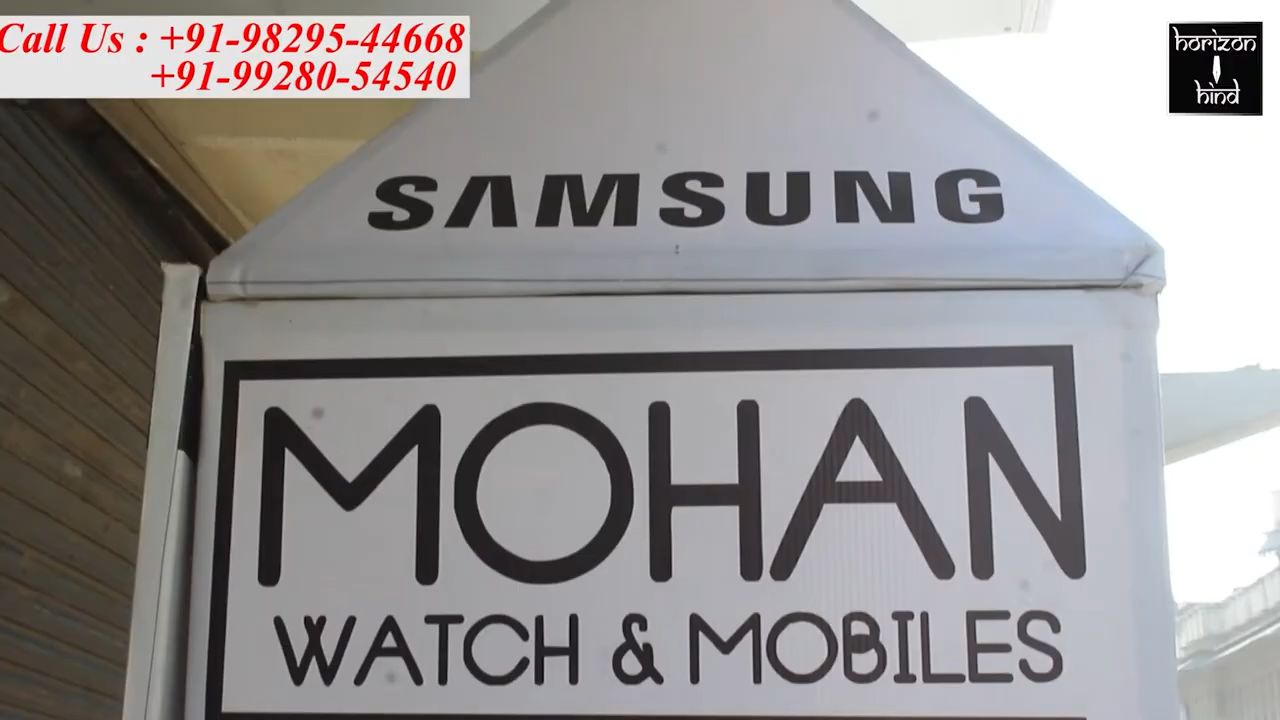 Call Us : +91-98295-44668
+91-99280-54540
horizon
hind
SAMSUNG
MOHAN
WATCH & MOBILES